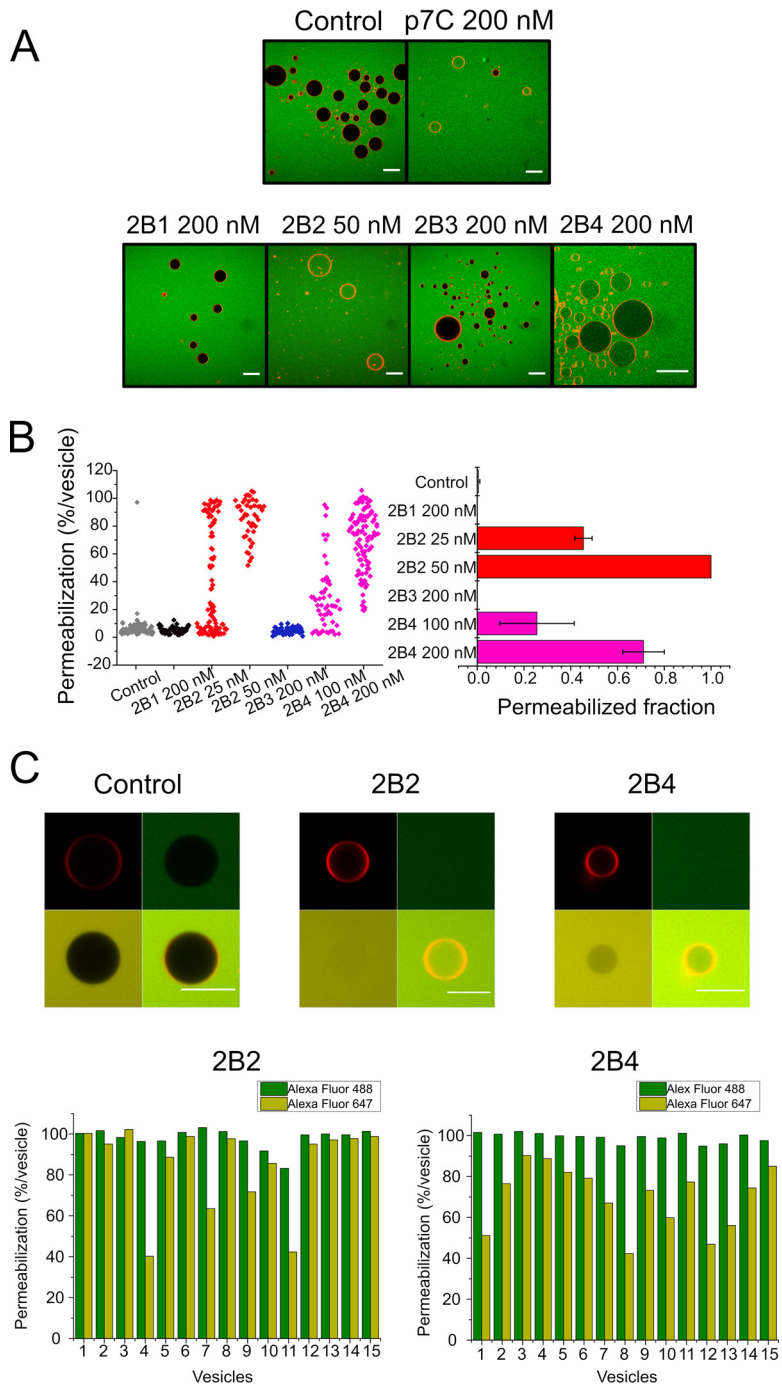 A
Control p7C 200 nM
2B1 200 nM 2B2 50 nM 2B3 200 nM 2B4 200 nM
B
Permeabilization (%/vesicle)
120
100
80
60
40
20
0
-20
Control
2B1 200 nM
2B2 25 nM
2B2 50 nM
2B3 200 nM
2B4 100 nM
2B4 200 nM
Control
2B1 200 nM
2B2 25 nM
2B2 50 nM
2B3 200 nM
2B4 100 nM
2B4 200 nM
0.0 0.2 0.4 0.6 0.8 1.0
Permeabilized fraction
C
Control 2B2 2B4
2B2
Alexa Fluor 488
Alexa Fluor 647
Permeabilization (%/vesicle)
100
80
60
40
20
0
1 2 3 4 5 6 7 8 9 10 11 12 13 14 15
Vesicles
2B4
Alex Fluor 488
Alexa Fluor 647
Permeabilization (%/vesicle)
100
80
60
40
20
0
1 2 3 4 5 6 7 8 9 10 11 12 13 14 15
Vesicles